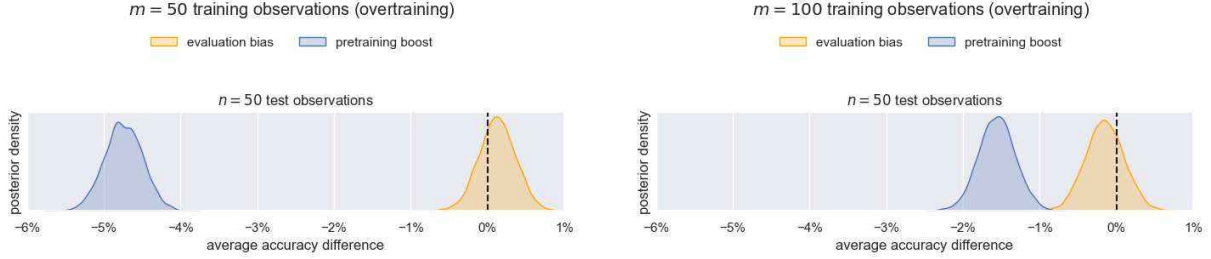 m = 50 training observations (overtraining)
evaluation bias pretraining boost
n = 50 test observations
posterior density
−6% −5% −4% −3% −2% −1% 0% 1%
average accuracy difference
m = 100 training observations (overtraining)
evaluation bias pretraining boost
n = 50 test observations
posterior density
−6% −5% −4% −3% −2% −1% 0% 1%
average accuracy difference